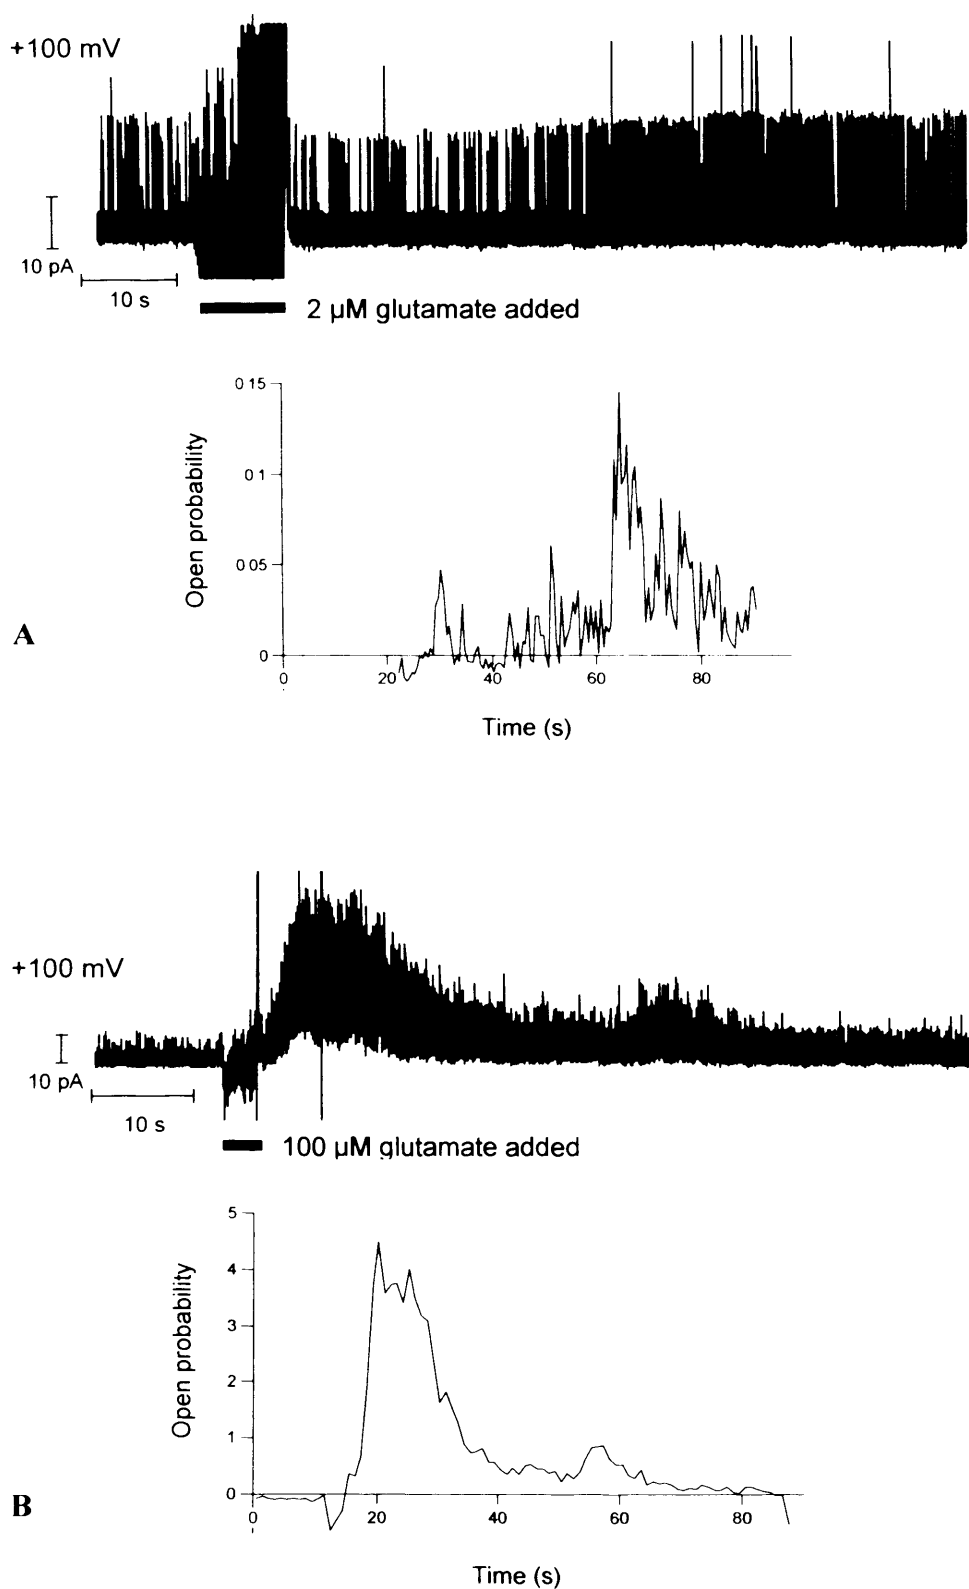 +100 mV
10 pA
10 s
2 µM glutamate added
0 15
0 1
0 05
0
Open probability
0 20 40 60 80
Time (s)
A
+100 mV
10 pA
10 s
100 µM glutamate added
5
4
3
2
1
0
Open probability
0 20 40 60 80
Time (s)
B